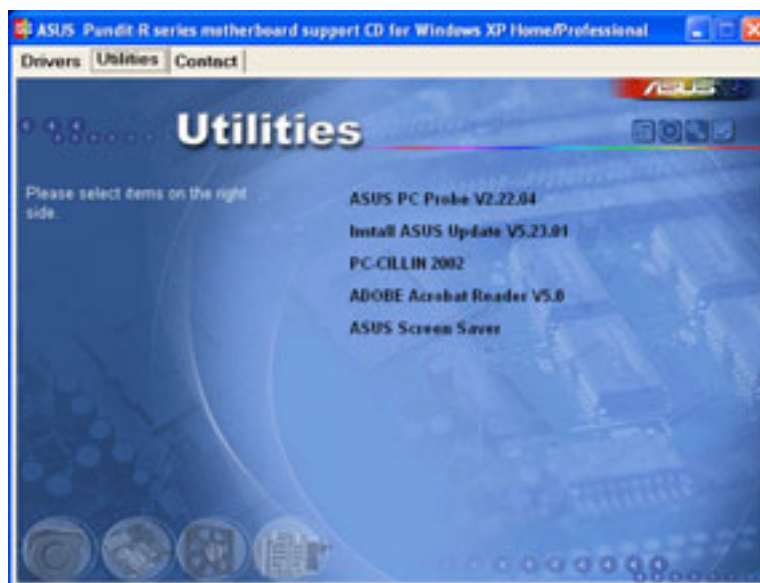 ASUS Pundit-R series motherboard support CD for Windows XP Home/Professional
Drivers Utilities Contact
ASUS
Utilities
Please select items on the right
side.
ASUS PC Probe V2.22.04
Install ASUS Update V5.23.01
PC-CILLIN 2002
ADOBE Acrobat Reader V5.0
ASUS Screen Saver